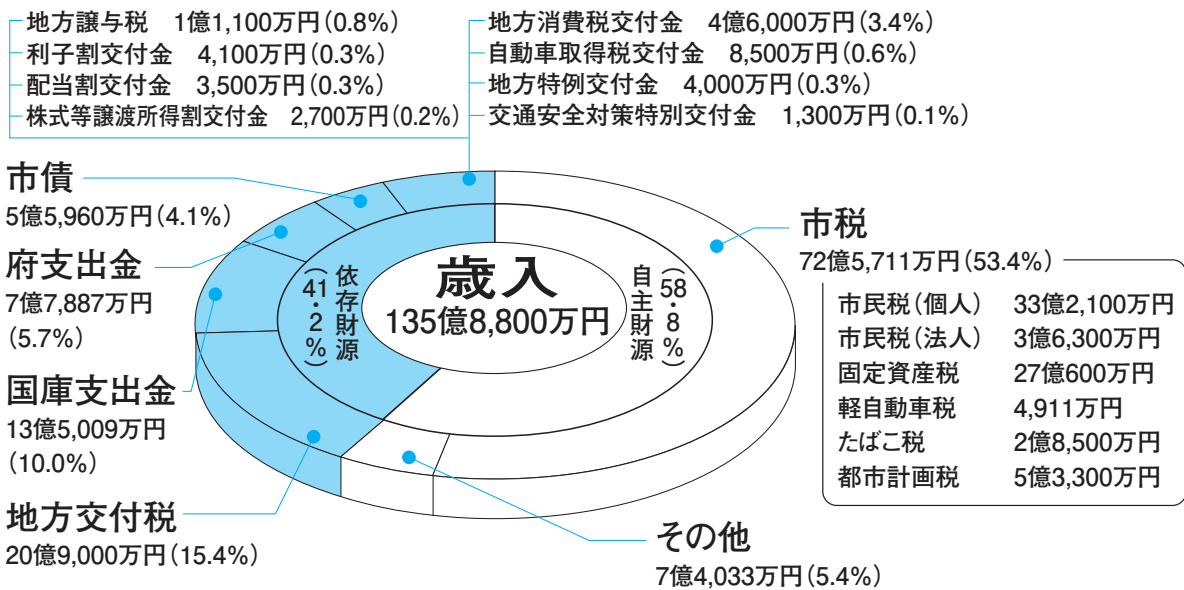 地方譲与税 1億1,100万円(0.8%)
利子割交付金 4,100万円(0.3%)
配当割交付金 3,500万円(0.3%)
株式等譲渡所得割交付金 2,700万円(0.2%)
地方消費税交付金 4億6,000万円(3.4%)
自動車取得税交付金 8,500万円(0.6%)
地方特例交付金 4,000万円(0.3%)
交通安全対策特別交付金 1,300万円(0.1%)
市債
5億5,960万円(4.1%)
府支出金
7億7,887万円
(5.7%)
国庫支出金
13億5,009万円
(10.0%)
地方交付税
20億9,000万円(15.4%)
依存財源
(41・2%)
歳入
135億8,800万円
自主財源
(58・8%)
市税
72億5,711万円(53.4%)
市民税(個人) 33億2,100万円
市民税(法人) 3億6,300万円
固定資産税 27億600万円
軽自動車税 4,911万円
たばこ税 2億8,500万円
都市計画税 5億3,300万円
その他
7億4,033万円(5.4%)